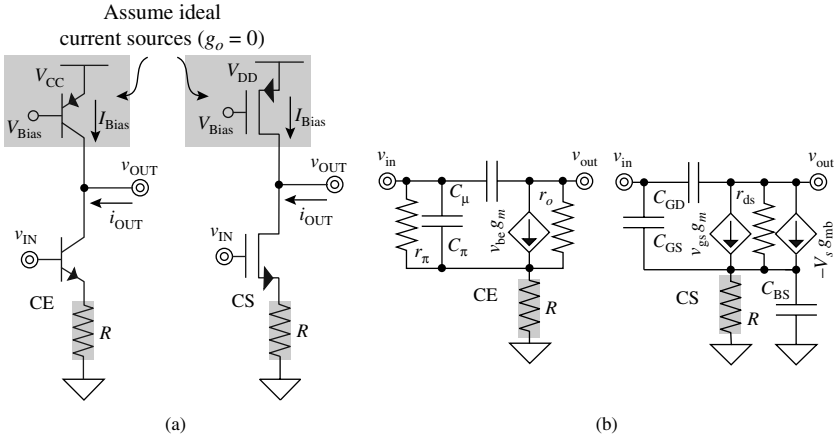 Assume ideal
current sources (gₒ = 0)
V_CC
V_Bias
I_Bias
v_OUT
i_OUT
v_IN
CE
R
V_DD
V_Bias
I_Bias
v_OUT
i_OUT
v_IN
CS
R
(a)
v_in
v_out
C_μ
r_π
C_π
v_be g_m
r_o
CE
R
v_in
v_out
C_GD
C_GS
v_gs g_m
r_ds
-V_s g_mb
C_BS
CS
R
(b)